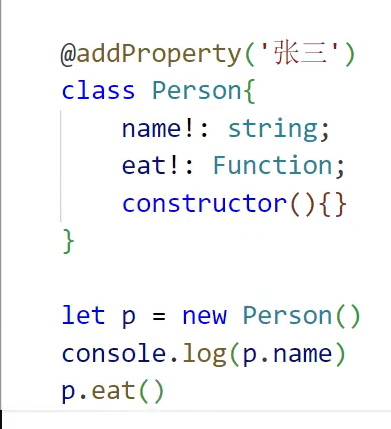 @addProperty('张三')
class Person{
    name!: string;
    eat!: Function;
    constructor(){}
}
let p = new Person()
console.log(p.name)
p.eat()